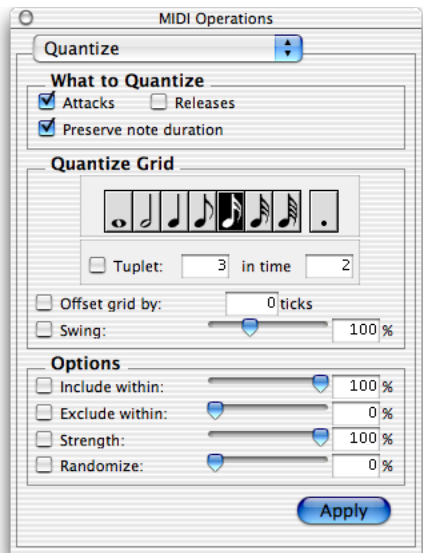 MIDI Operations
Quantize
What to Quantize
Attacks Releases
Preserve note duration
Quantize Grid
Tuplet: 3 in time 2
Offset grid by: 0 ticks
Swing: 100 %
Options
Include within: 100 %
Exclude within: 0 %
Strength: 100 %
Randomize: 0 %
Apply